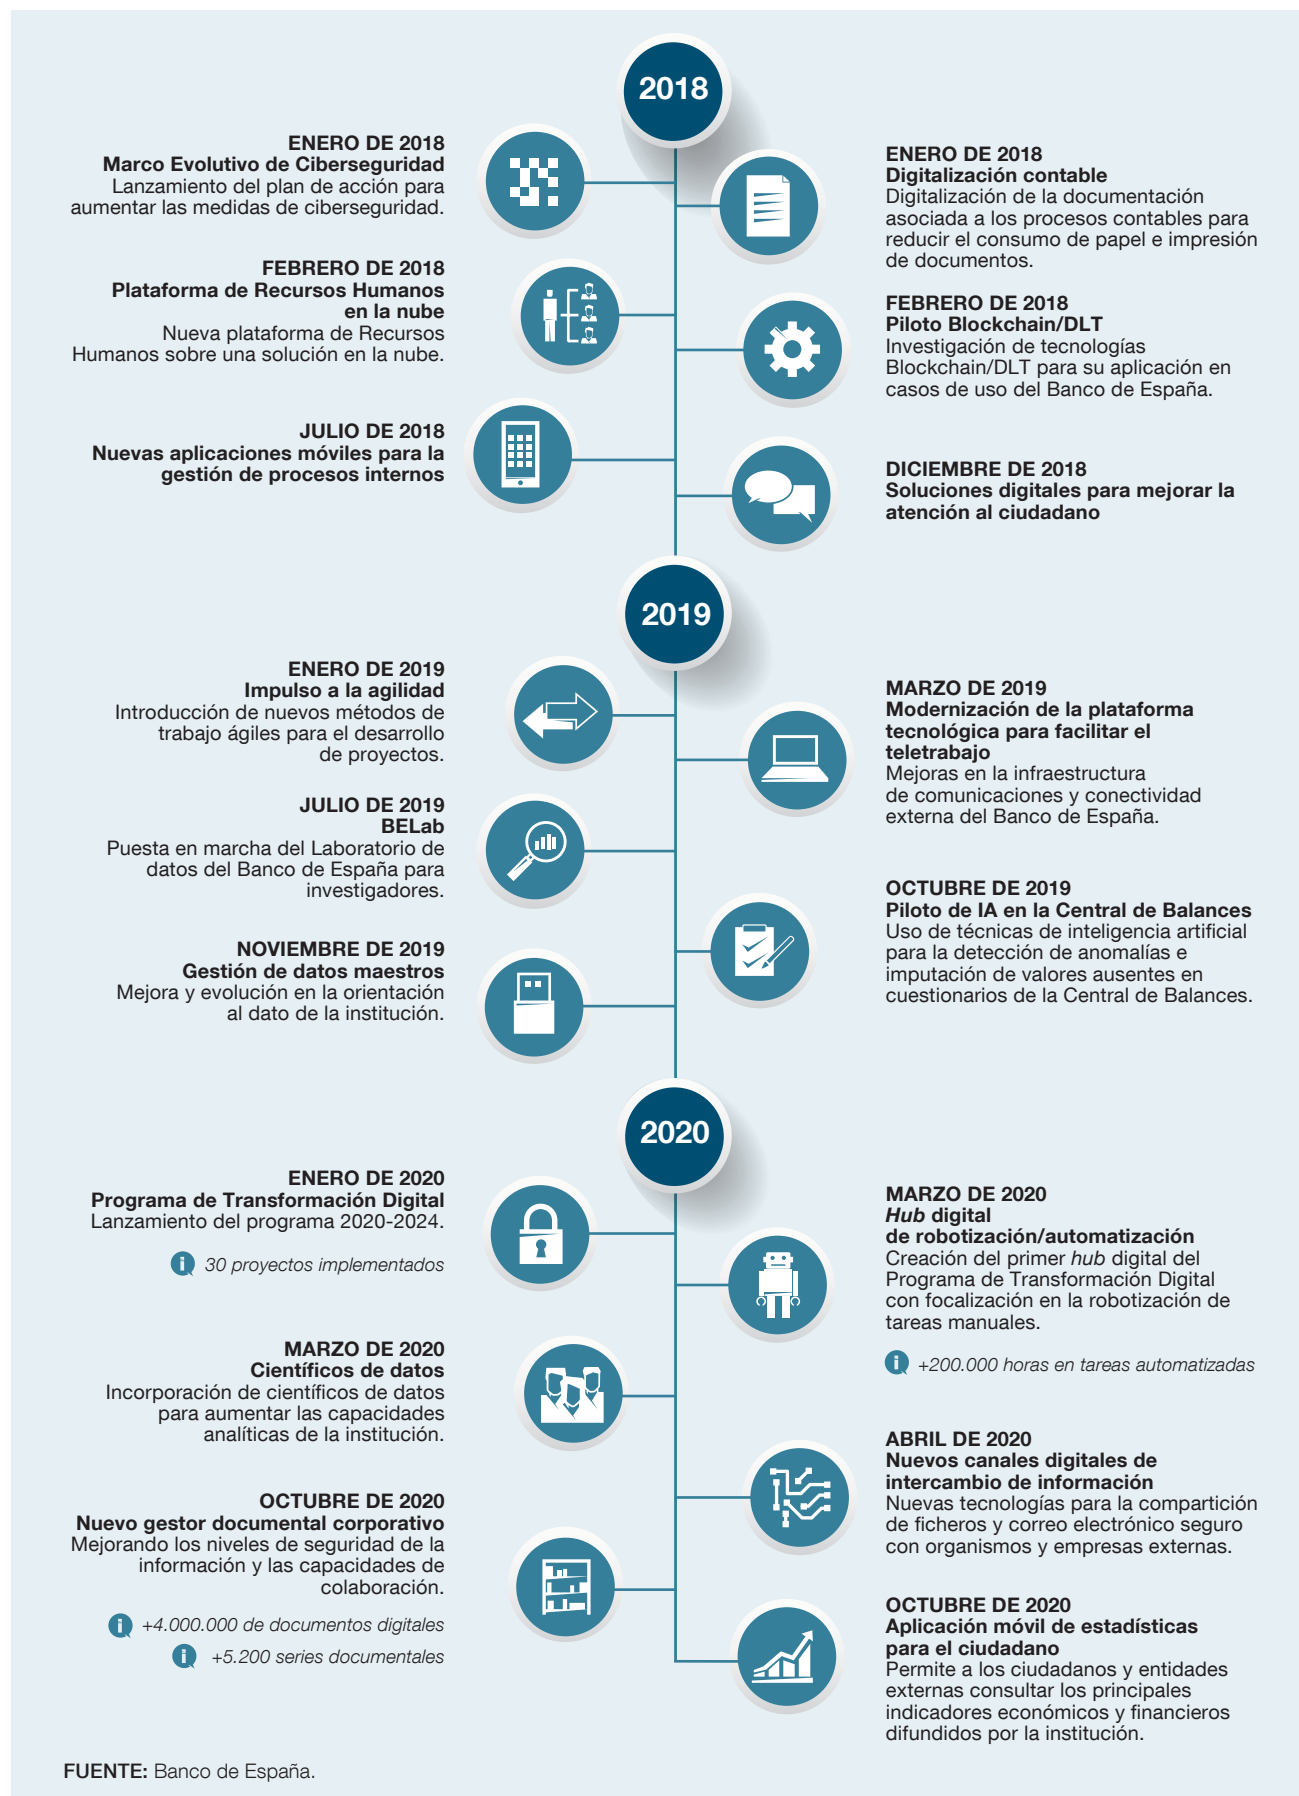 2018
ENERO DE 2018
Marco Evolutivo de Ciberseguridad
Lanzamiento del plan de acción para
aumentar las medidas de ciberseguridad.
ENERO DE 2018
Digitalización contable
Digitalización de la documentación
asociada a los procesos contables para
reducir el consumo de papel e impresión
de documentos.
FEBRERO DE 2018
Plataforma de Recursos Humanos
en la nube
Nueva plataforma de Recursos
Humanos sobre una solución en la nube.
FEBRERO DE 2018
Piloto Blockchain/DLT
Investigación de tecnologías
Blockchain/DLT para su aplicación en
casos de uso del Banco de España.
JULIO DE 2018
Nuevas aplicaciones móviles para la
gestión de procesos internos
DICIEMBRE DE 2018
Soluciones digitales para mejorar la
atención al ciudadano
2019
ENERO DE 2019
Impulso a la agilidad
Introducción de nuevos métodos de
trabajo ágiles para el desarrollo
de proyectos.
MARZO DE 2019
Modernización de la plataforma
tecnológica para facilitar el
teletrabajo
Mejoras en la infraestructura
de comunicaciones y conectividad
externa del Banco de España.
JULIO DE 2019
BELab
Puesta en marcha del Laboratorio de
datos del Banco de España para
investigadores.
OCTUBRE DE 2019
Piloto de IA en la Central de Balances
Uso de técnicas de inteligencia artificial
para la detección de anomalías e
imputación de valores ausentes en
cuestionarios de la Central de Balances.
NOVIEMBRE DE 2019
Gestión de datos maestros
Mejora y evolución en la orientación
al dato de la institución.
2020
ENERO DE 2020
Programa de Transformación Digital
Lanzamiento del programa 2020-2024.
i 30 proyectos implementados
MARZO DE 2020
Hub digital
de robotización/automatización
Creación del primer hub digital del
Programa de Transformación Digital
con focalización en la robotización de
tareas manuales.
i +200.000 horas en tareas automatizadas
MARZO DE 2020
Científicos de datos
Incorporación de científicos de datos
para aumentar las capacidades
analíticas de la institución.
ABRIL DE 2020
Nuevos canales digitales de
intercambio de información
Nuevas tecnologías para la compartición
de ficheros y correo electrónico seguro
con organismos y empresas externas.
OCTUBRE DE 2020
Nuevo gestor documental corporativo
Mejorando los niveles de seguridad de la
información y las capacidades de
colaboración.
i +4.000.000 de documentos digitales
i +5.200 series documentales
OCTUBRE DE 2020
Aplicación móvil de estadísticas
para el ciudadano
Permite a los ciudadanos y entidades
externas consultar los principales
indicadores económicos y financieros
difundidos por la institución.
FUENTE: Banco de España.